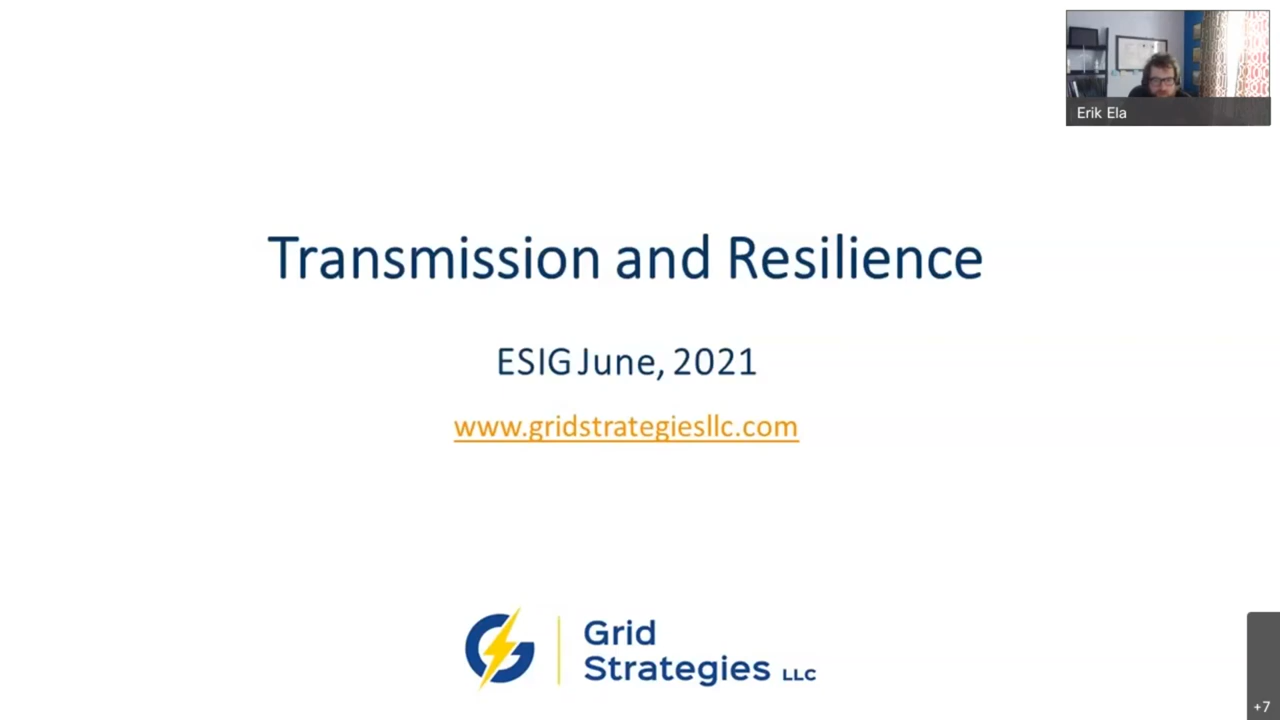 Erik Ela
Transmission and Resilience
ESIG June, 2021
www.gridstrategiesllc.com
Grid
Strategies LLC
+7